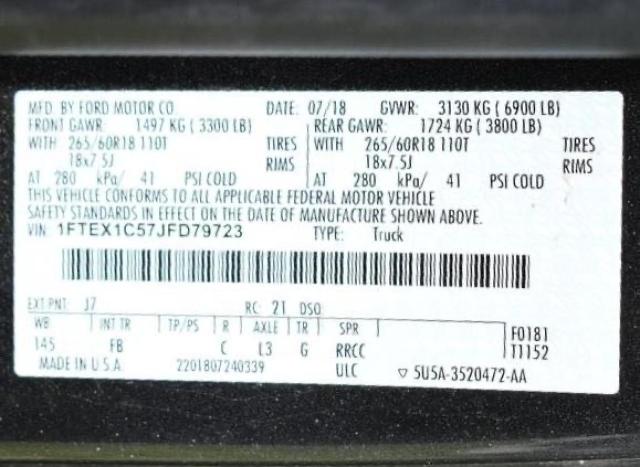 MFD. BY FORD MOTOR CO. DATE: 07/18 GVWR: 3130 KG ( 6900 LB)
FRONT GAWR: 1497 KG ( 3300 LB) REAR GAWR: 1724 KG ( 3800 LB)
WITH 265/60R18 110T TIRES WITH 265/60R18 110T TIRES
18x7.5J RIMS 18x7.5J RIMS
AT 280 kPa/ 41 PSI COLD AT 280 kPa/ 41 PSI COLD
THIS VEHICLE CONFORMS TO ALL APPLICABLE FEDERAL MOTOR VEHICLE
SAFETY STANDARDS IN EFFECT ON THE DATE OF MANUFACTURE SHOWN ABOVE.
VIN: 1FTEX1C57JFD79723 TYPE: Truck
EXT PNT: J7 RC: 21 DSO:
WB INT TR TP/PS R AXLE TR SPR F0181
145 FB C L3 G RRCC T1152
MADE IN U.S.A. 2201807240339 ULC ▽ 5U5A-3520472-AA